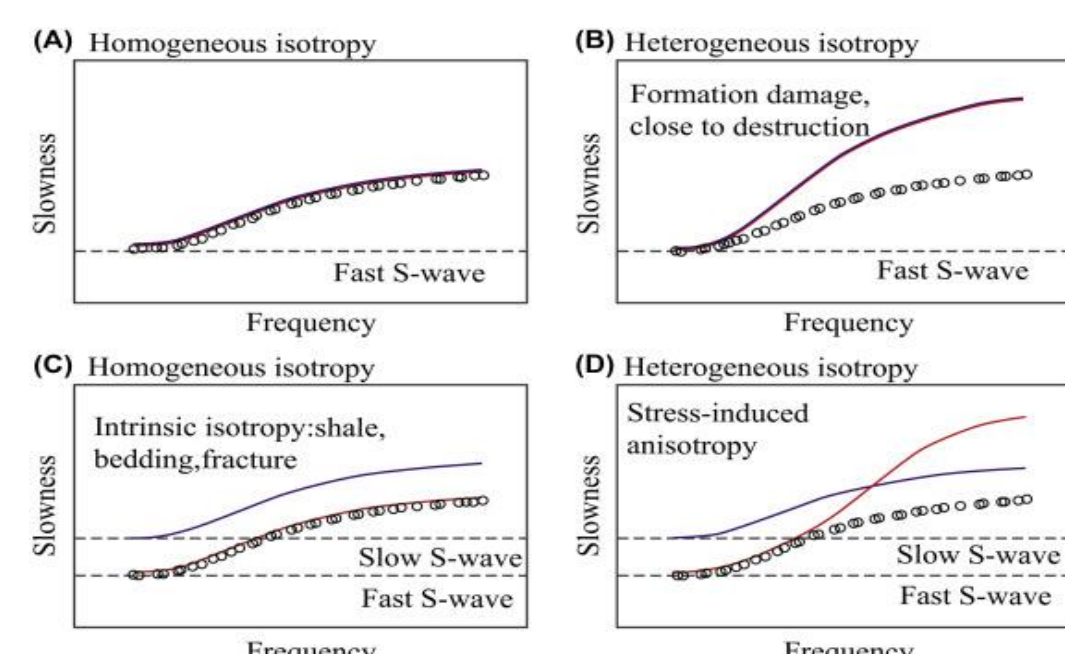 (A) Homogeneous isotropy
Slowness
Fast S-wave
Frequency
(B) Heterogeneous isotropy
Formation damage,
close to destruction
Slowness
Fast S-wave
Frequency
(C) Homogeneous isotropy
Intrinsic isotropy:shale,
bedding,fracture
Slowness
Slow S-wave
Fast S-wave
Frequency
(D) Heterogeneous isotropy
Stress-induced
anisotropy
Slowness
Slow S-wave
Fast S-wave
Frequency